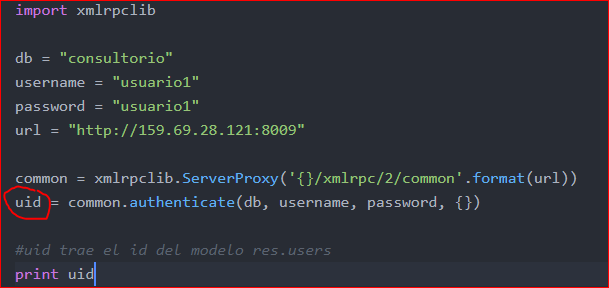 import xmlrpclib
db = "consultorio"
username = "usuario1"
password = "usuario1"
url = "http://159.69.28.121:8009"
common = xmlrpclib.ServerProxy('{}/xmlrpc/2/common'.format(url))
uid = common.authenticate(db, username, password, {})
#uid trae el id del modelo res.users
print uid